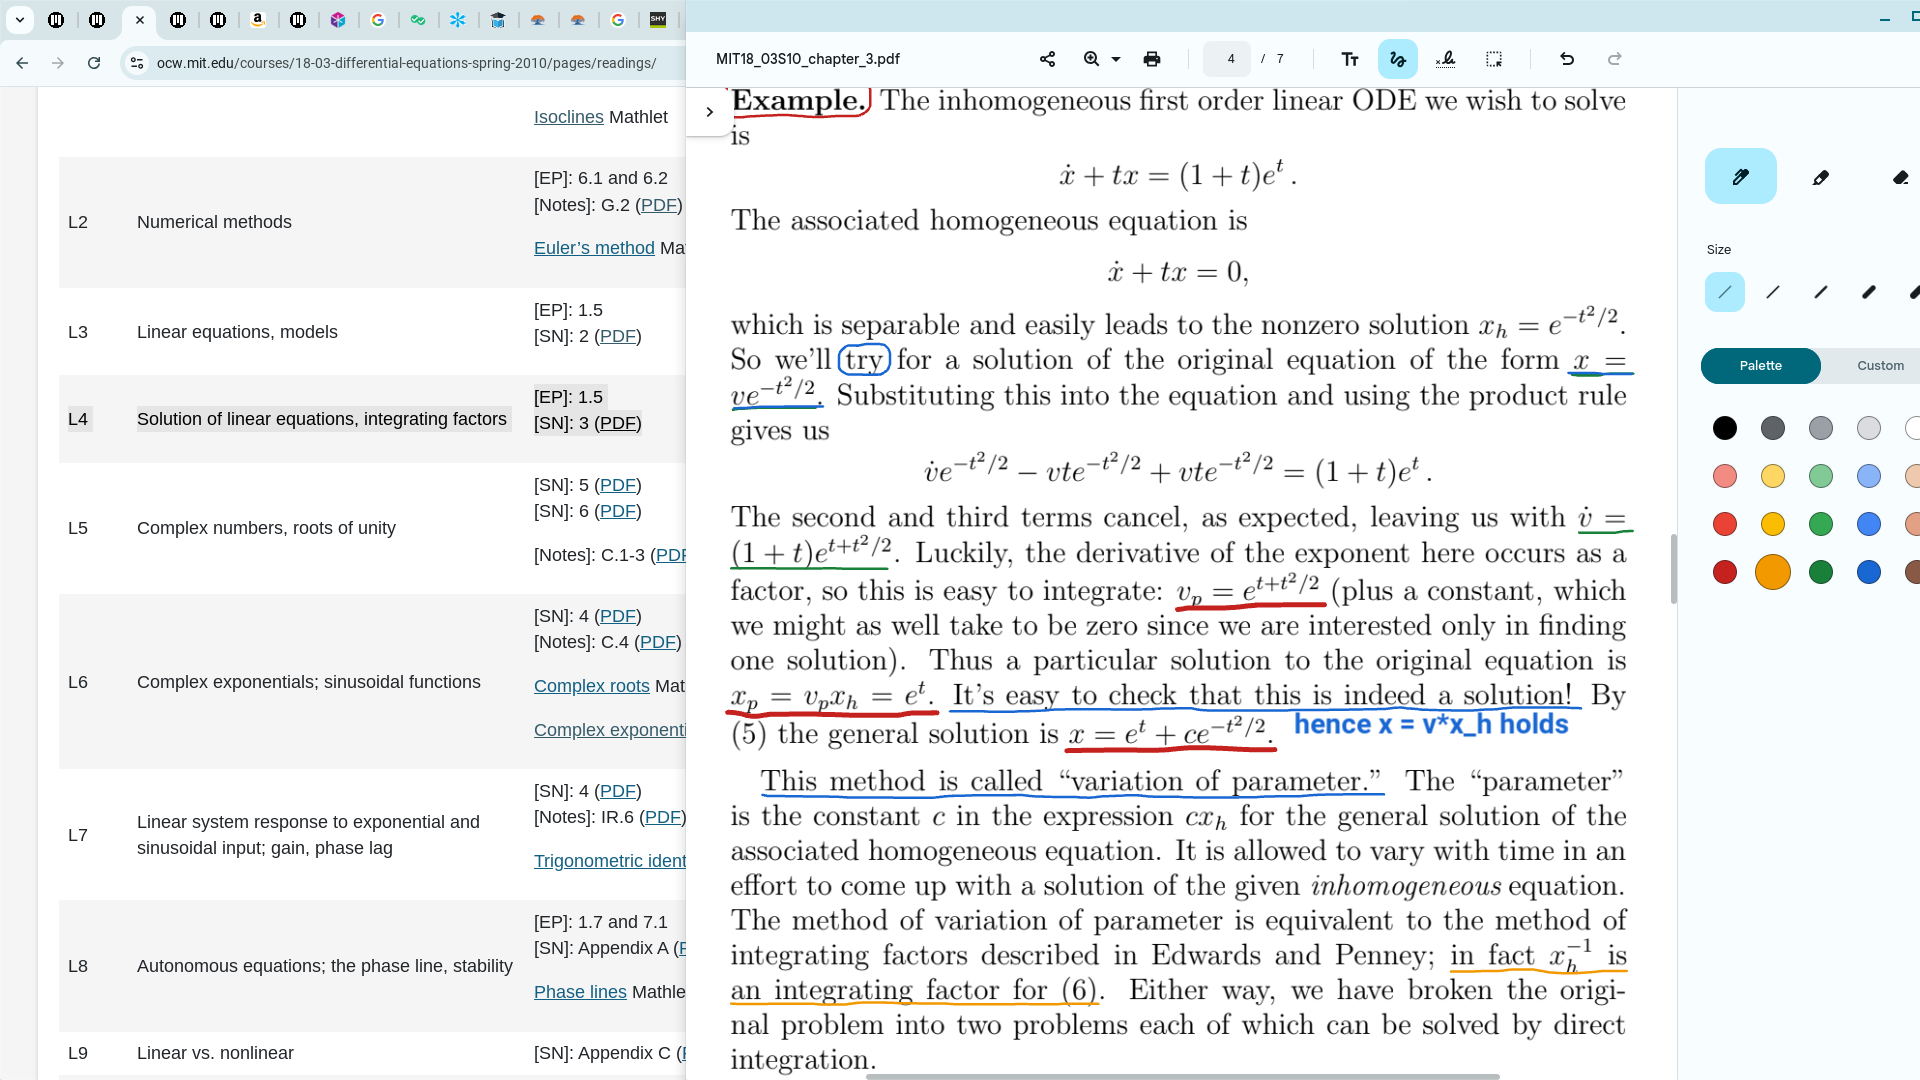 ocw.mit.edu/courses/18-03-differential-equations-spring-2010/pages/readings/
Isoclines Mathlet
L2
Numerical methods
[EP]: 6.1 and 6.2
[Notes]: G.2 (PDF)
Euler's method Ma
L3
Linear equations, models
[EP]: 1.5
[SN]: 2 (PDF)
L4
Solution of linear equations, integrating factors
[EP]: 1.5
[SN]: 3 (PDF)
L5
Complex numbers, roots of unity
[SN]: 5 (PDF)
[SN]: 6 (PDF)
[Notes]: C.1-3 (PDF
L6
Complex exponentials; sinusoidal functions
[SN]: 4 (PDF)
[Notes]: C.4 (PDF)
Complex roots Mat
Complex exponenti
L7
Linear system response to exponential and
sinusoidal input; gain, phase lag
[SN]: 4 (PDF)
[Notes]: IR.6 (PDF)
Trigonometric ident
L8
Autonomous equations; the phase line, stability
[EP]: 1.7 and 7.1
[SN]: Appendix A (P
Phase lines Mathle
L9
Linear vs. nonlinear
[SN]: Appendix C (P
MIT18_03S10_chapter_3.pdf
4 / 7
Example. The inhomogeneous first order linear ODE we wish to solve
is
ẋ + tx = (1 + t)e^t .
The associated homogeneous equation is
ẋ + tx = 0,
which is separable and easily leads to the nonzero solution x_h = e^{−t²/2}.
So we'll try for a solution of the original equation of the form x =
ve^{−t²/2}. Substituting this into the equation and using the product rule
gives us
v̇e^{−t²/2} − vte^{−t²/2} + vte^{−t²/2} = (1 + t)e^t .
The second and third terms cancel, as expected, leaving us with v̇ =
(1 + t)e^{t+t²/2}. Luckily, the derivative of the exponent here occurs as a
factor, so this is easy to integrate: v_p = e^{t+t²/2} (plus a constant, which
we might as well take to be zero since we are interested only in finding
one solution). Thus a particular solution to the original equation is
x_p = v_p x_h = e^t. It's easy to check that this is indeed a solution! By
(5) the general solution is x = e^t + ce^{−t²/2}. hence x = v*x_h holds
This method is called “variation of parameter.” The “parameter”
is the constant c in the expression cx_h for the general solution of the
associated homogeneous equation. It is allowed to vary with time in an
effort to come up with a solution of the given inhomogeneous equation.
The method of variation of parameter is equivalent to the method of
integrating factors described in Edwards and Penney; in fact x_h^{−1} is
an integrating factor for (6). Either way, we have broken the origi-
nal problem into two problems each of which can be solved by direct
integration.
Size
Palette
Custom